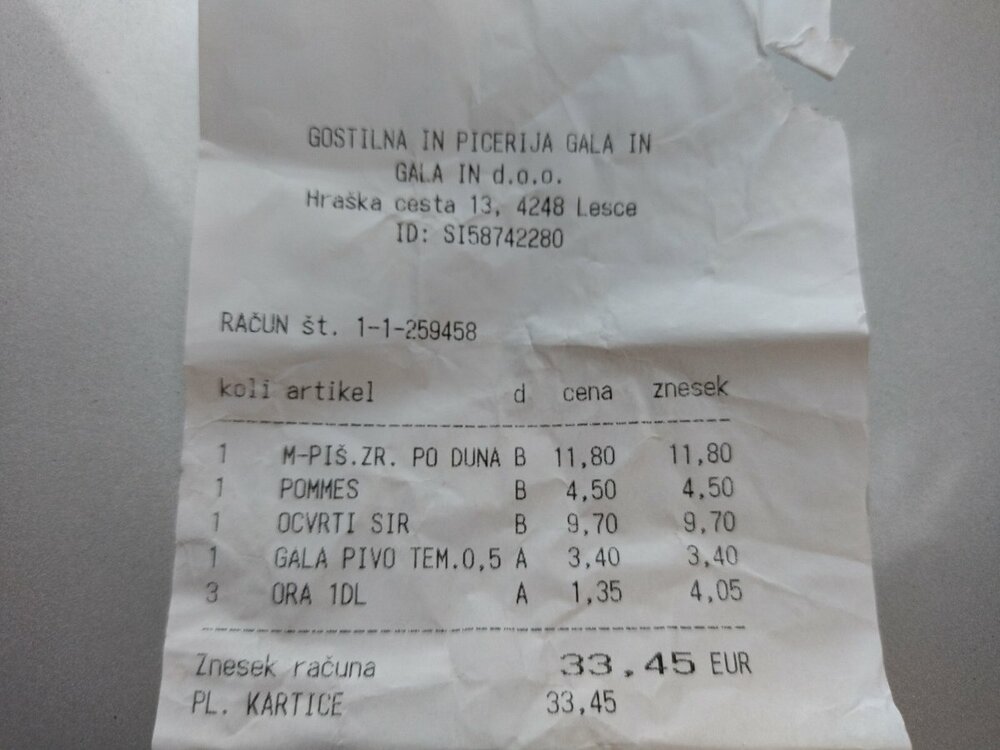 GOSTILNA IN PICERIJA GALA IN
GALA IN d.o.o.
Hraška cesta 13, 4248 Lesce
ID: SI58742280
RAČUN št. 1-1-259458
koli artikel d cena znesek
1 M-PIŠ.ZR. PO DUNA B 11,80 11,80
1 POMMES B 4,50 4,50
1 OCVRTI SIR B 9,70 9,70
1 GALA PIVO TEM.0,5 A 3,40 3,40
3 ORA 1DL A 1,35 4,05
Znesek računa 33,45 EUR
PL. KARTICE 33,45